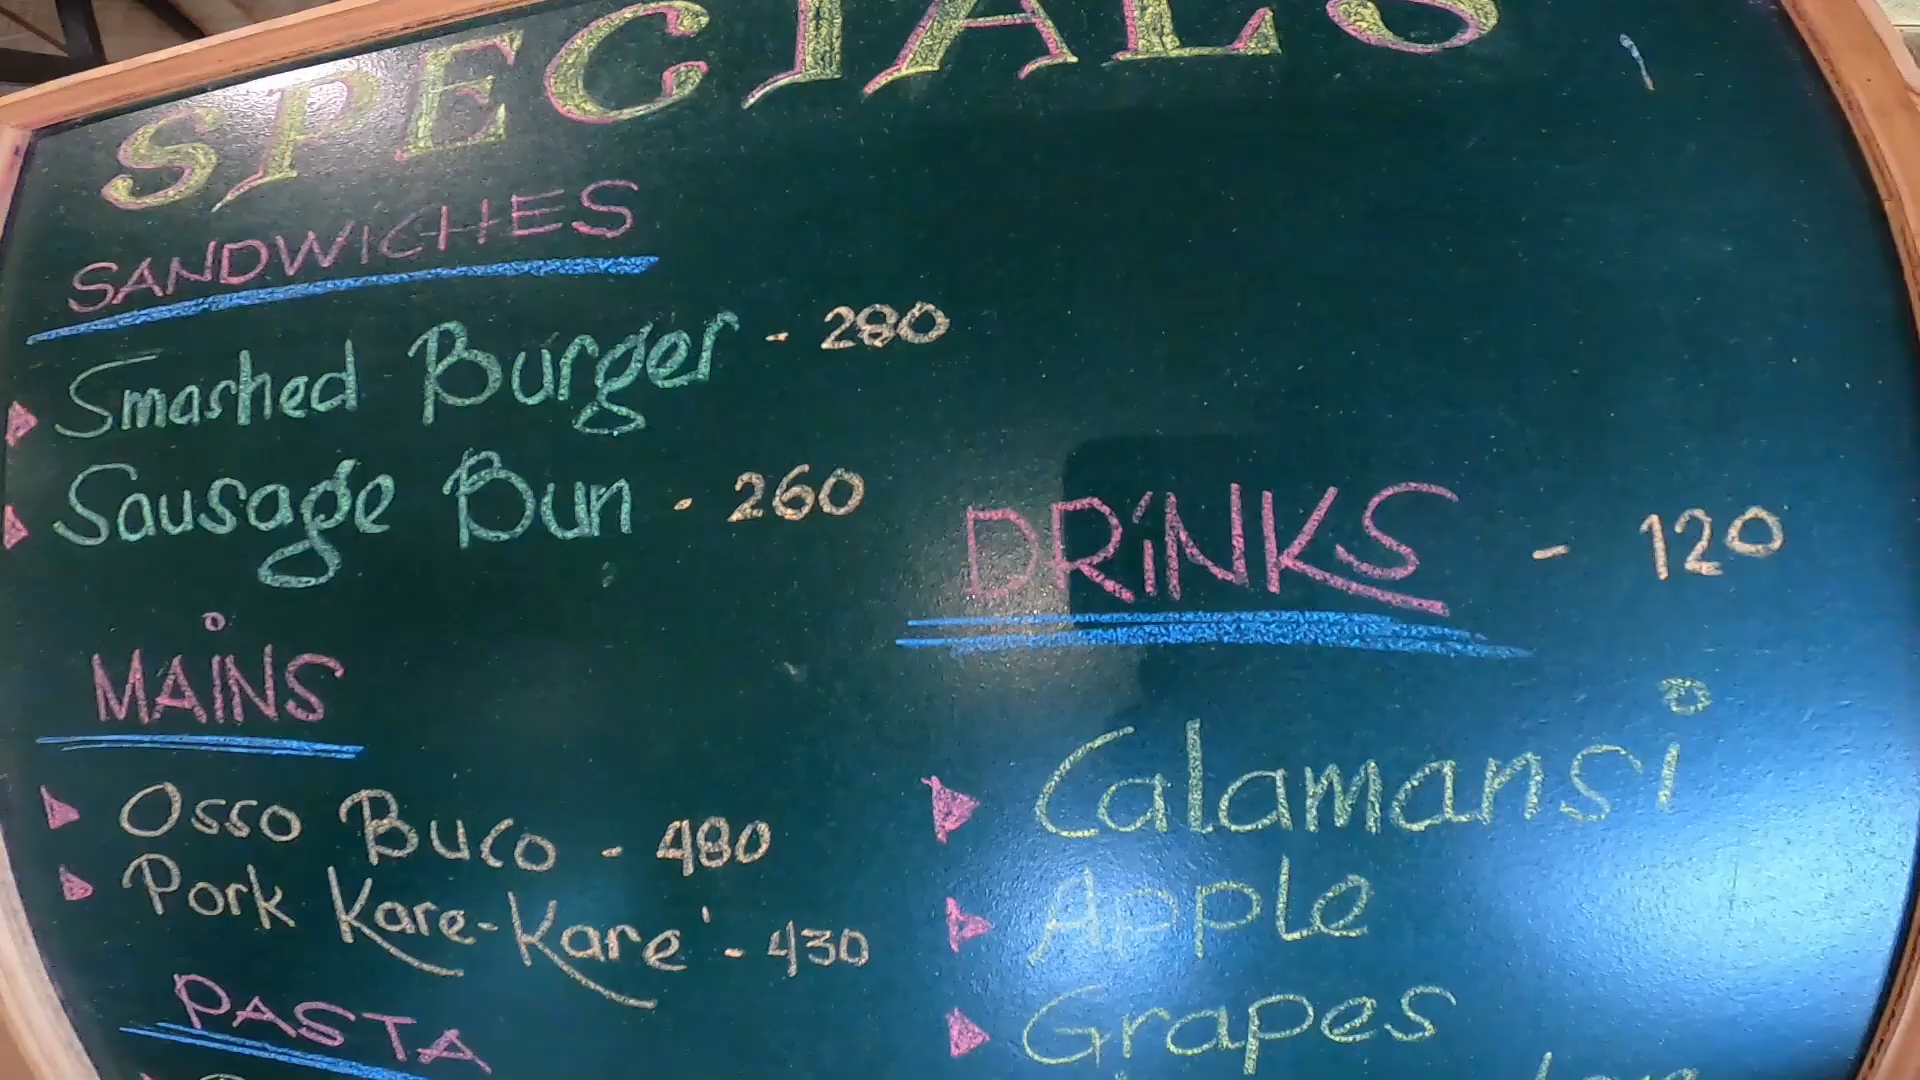 SPECIALS
SANDWICHES
Smashed Burger - 280
Sausage Bun - 260
MAINS
Osso Buco - 480
Pork Kare-Kare - 430
PASTA
DRiNKS - 120
Calamansi
Apple
Grapes